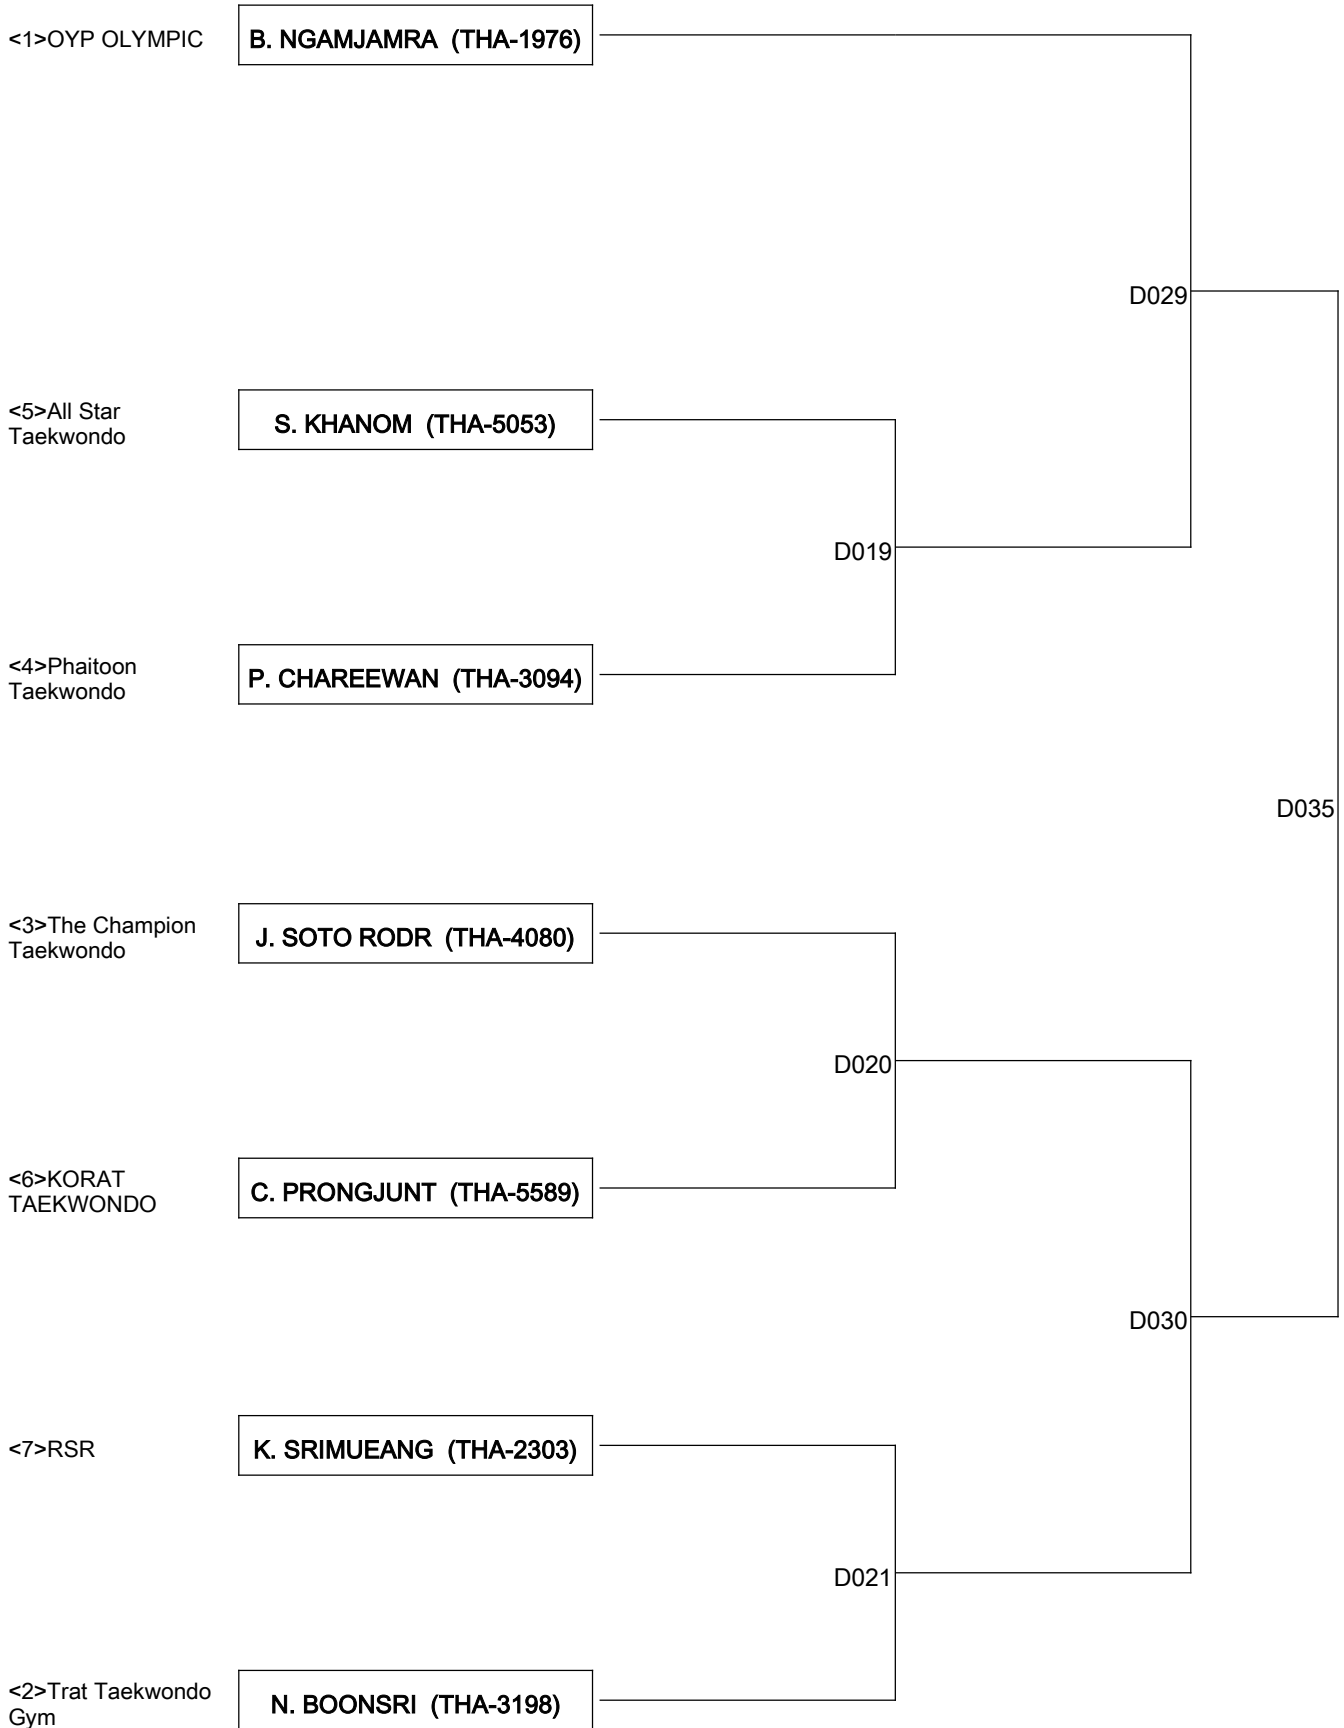 <1>OYP OLYMPIC
B. NGAMJAMRA (THA-1976)
D029
<5>All Star
Taekwondo
S. KHANOM (THA-5053)
D019
<4>Phaitoon
Taekwondo
P. CHAREEWAN (THA-3094)
D035
<3>The Champion
Taekwondo
J. SOTO RODR (THA-4080)
D020
<6>KORAT
TAEKWONDO
C. PRONGJUNT (THA-5589)
D030
<7>RSR
K. SRIMUEANG (THA-2303)
D021
<2>Trat Taekwondo
Gym
N. BOONSRI (THA-3198)